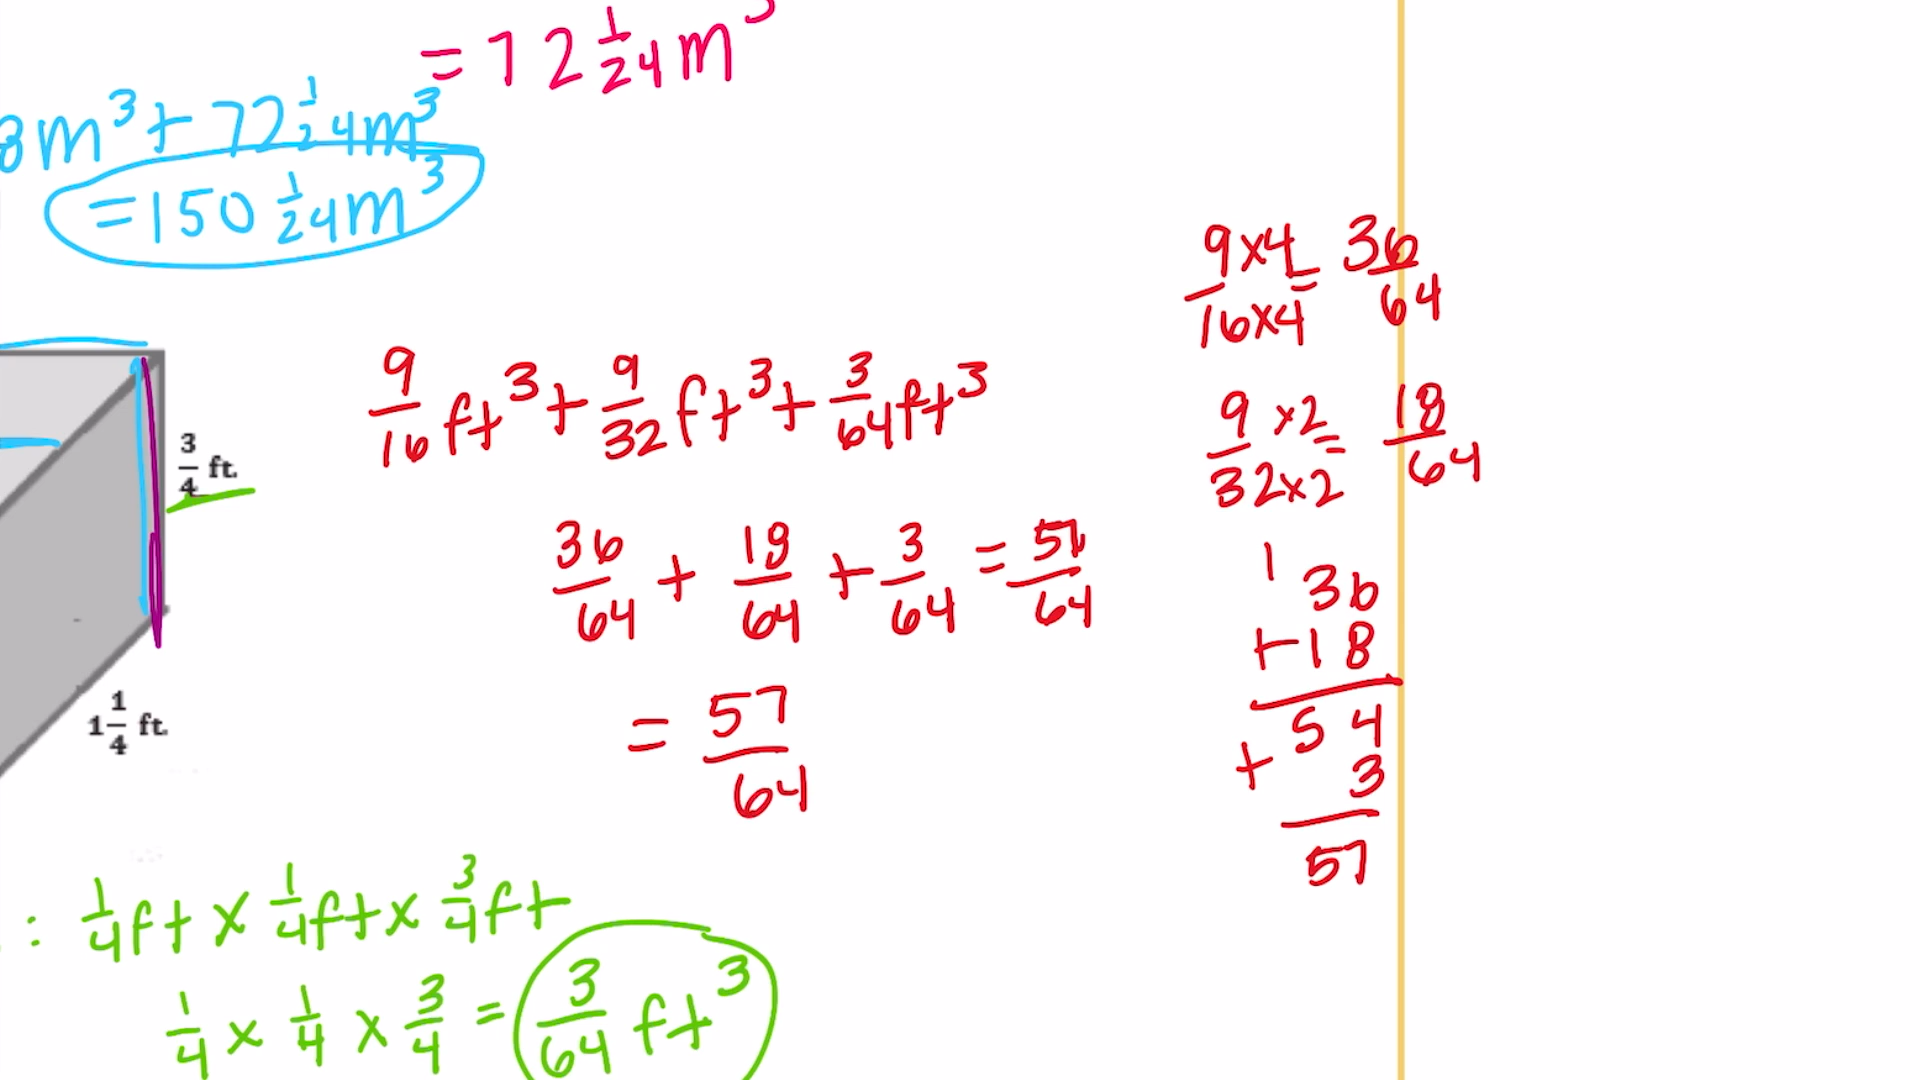 = 72 1/24 m³
8m³ + 72 1/24 m³
= 150 1/24 m³
9/16 ft³ + 9/32 ft³ + 3/64 ft³
36/64 + 18/64 + 3/64 = 57/64
= 57/64
3/4 ft.
1 1/4 ft.
: 1/4 ft × 1/4 ft × 3/4 ft
1/4 × 1/4 × 3/4 = 3/64 ft³
9×4/16×4 = 36/64
9×2/32×2 = 18/64
1
36
+18
54
+ 3
57